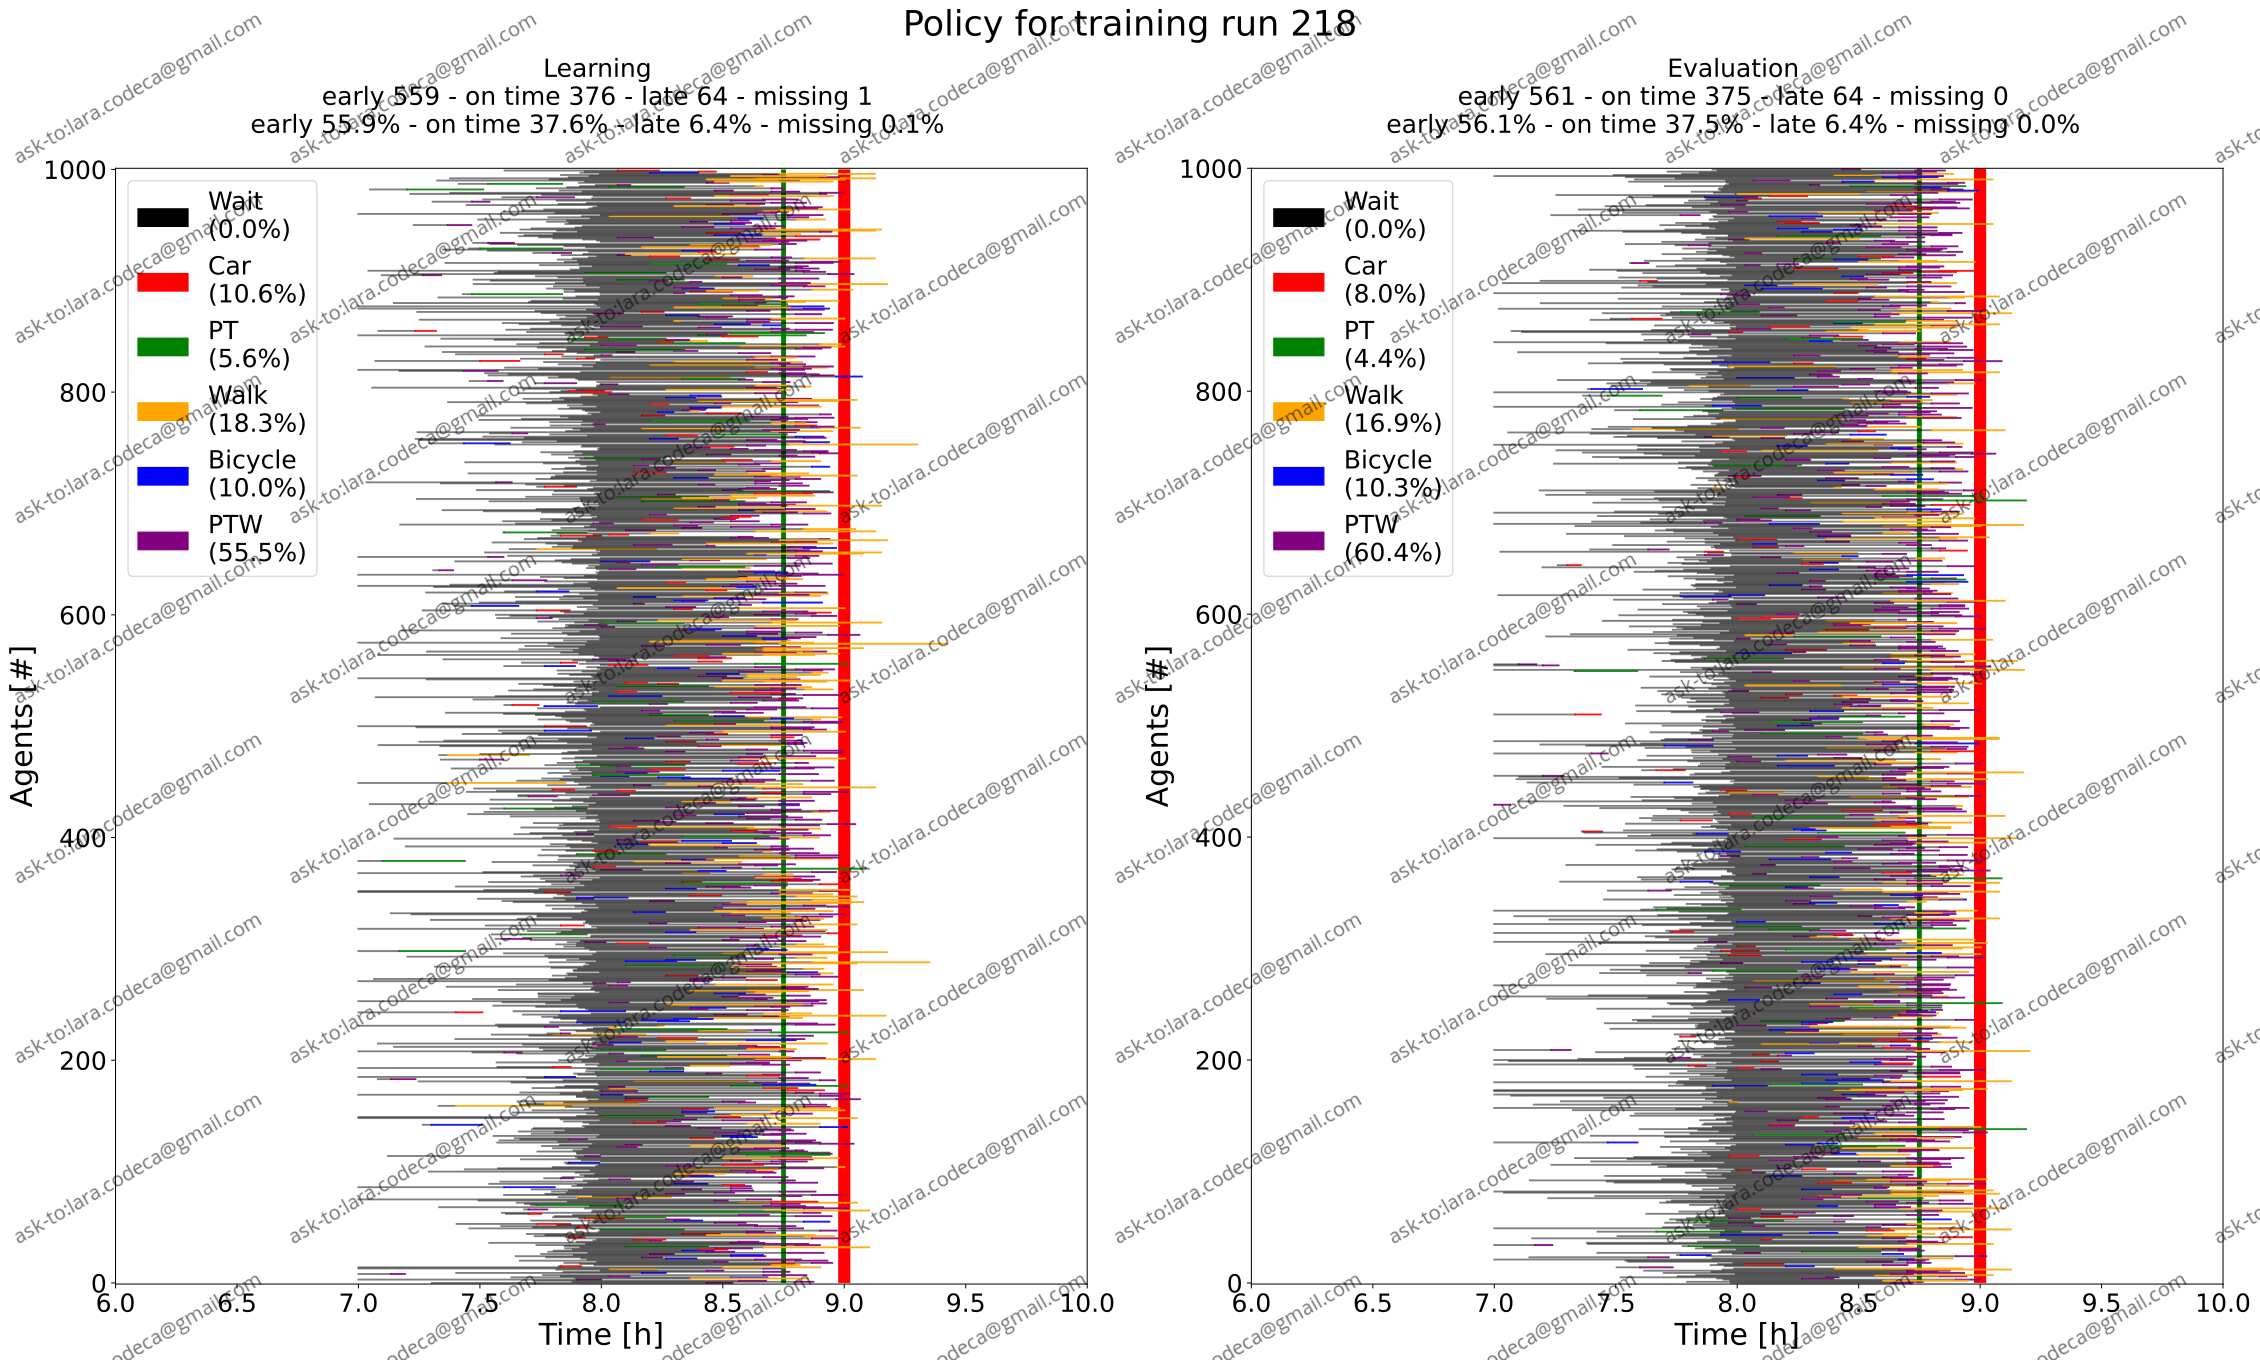 Policy for training run 218
Learning
early 559 - on time 376 - late 64 - missing 1
early 55.9% - on time 37.6% - late 6.4% - missing 0.1%
Wait
(0.0%)
Car
(10.6%)
PT
(5.6%)
Walk
(18.3%)
Bicycle
(10.0%)
PTW
(55.5%)
1000
800
600
400
200
0
Agents [#]
6.0 6.5 7.0 7.5 8.0 8.5 9.0 9.5 10.0
Time [h]
Evaluation
early 561 - on time 375 - late 64 - missing 0
early 56.1% - on time 37.5% - late 6.4% - missing 0.0%
Wait
(0.0%)
Car
(8.0%)
PT
(4.4%)
Walk
(16.9%)
Bicycle
(10.3%)
PTW
(60.4%)
1000
800
600
400
200
0
Agents [#]
6.0 6.5 7.0 7.5 8.0 8.5 9.0 9.5 10.0
Time [h]
ask-to:lara.codeca@gmail.com